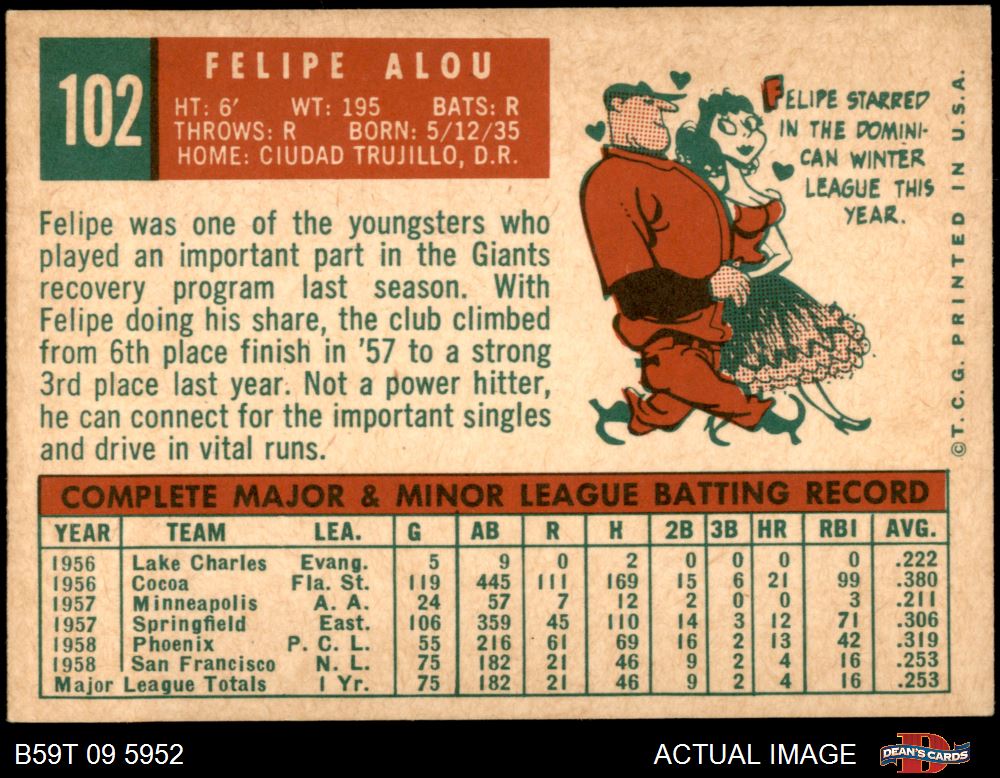 102
FELIPE ALOU
HT: 6' WT: 195 BATS: R
THROWS: R BORN: 5/12/35
HOME: CIUDAD TRUJILLO, D.R.
Felipe was one of the youngsters who
played an important part in the Giants
recovery program last season. With
Felipe doing his share, the club climbed
from 6th place finish in '57 to a strong
3rd place last year. Not a power hitter,
he can connect for the important singles
and drive in vital runs.
FELIPE STARRED
IN THE DOMINI-
CAN WINTER
LEAGUE THIS
YEAR.
©T.C.G. PRINTED IN U.S.A.
COMPLETE MAJOR & MINOR LEAGUE BATTING RECORD
YEAR TEAM LEA. G AB R H 2B 3B HR RBI AVG.
1956 Lake Charles Evang. 5 9 0 2 0 0 0 0 .222
1956 Cocoa Fla. St. 119 445 111 169 15 6 21 99 .380
1957 Minneapolis A. A. 24 57 7 12 2 0 0 3 .211
1957 Springfield East. 106 359 45 110 14 3 12 71 .306
1958 Phoenix P. C. L. 55 216 61 69 16 2 13 42 .319
1958 San Francisco N. L. 75 182 21 46 9 2 4 16 .253
Major League Totals 1 Yr. 75 182 21 46 9 2 4 16 .253
B59T 09 5952
ACTUAL IMAGE
DEAN'S CARDS